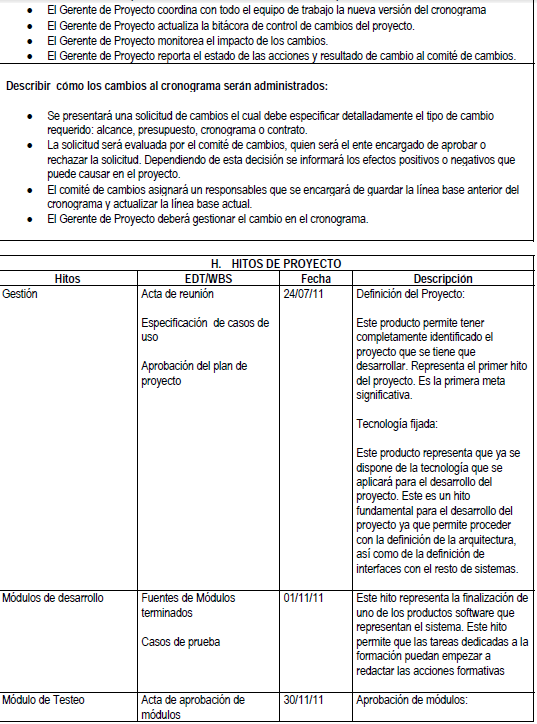 El Gerente de Proyecto coordina con todo el equipo de trabajo la nueva versión del cronograma
El Gerente de Proyecto actualiza la bitácora de control de cambios del proyecto.
El Gerente de Proyecto monitorea el impacto de los cambios.
El Gerente de Proyecto reporta el estado de las acciones y resultado de cambio al comité de cambios.
Describir cómo los cambios al cronograma serán administrados:
Se presentará una solicitud de cambios el cual debe especificar detalladamente el tipo de cambio
requerido: alcance, presupuesto, cronograma o contrato.
La solicitud será evaluada por el comité de cambios, quien será el ente encargado de aprobar o
rechazar la solicitud. Dependiendo de esta decisión se informará los efectos positivos o negativos que
puede causar en el proyecto.
El comité de cambios asignará un responsables que se encargará de guardar la línea base anterior del
cronograma y actualizar la línea base actual.
El Gerente de Proyecto deberá gestionar el cambio en el cronograma.
H. HITOS DE PROYECTO
Hitos EDT/WBS Fecha Descripción
Gestión
Acta de reunión
Especificación de casos de
uso
Aprobación del plan de
proyecto
24/07/11
Definición del Proyecto:
Este producto permite tener
completamente identificado el
proyecto que se tiene que
desarrollar. Representa el primer hito
del proyecto. Es la primera meta
significativa.
Tecnología fijada:
Este producto representa que ya se
dispone de la tecnología que se
aplicará para el desarrollo del
proyecto. Este es un hito
fundamental para el desarrollo del
proyecto ya que permite proceder
con la definición de la arquitectura,
así como de la definición de
interfaces con el resto de sistemas.
Módulos de desarrollo
Fuentes de Módulos
terminados
Casos de prueba
01/11/11
Este hito representa la finalización de
uno de los productos software que
representan el sistema. Este hito
permite que las tareas dedicadas a la
formación puedan empezar a
redactar las acciones formativas
Módulo de Testeo
Acta de aprobación de
módulos
30/11/11
Aprobación de módulos: